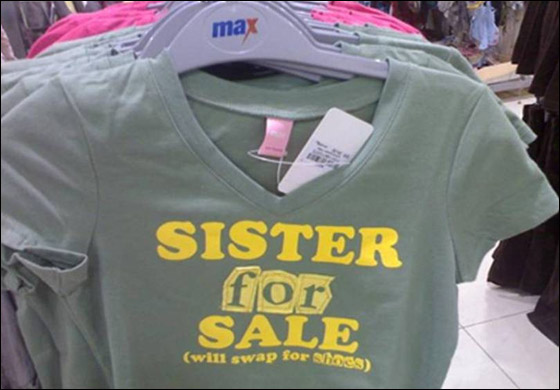 max
SISTER
for
SALE
(will swap for shoes)